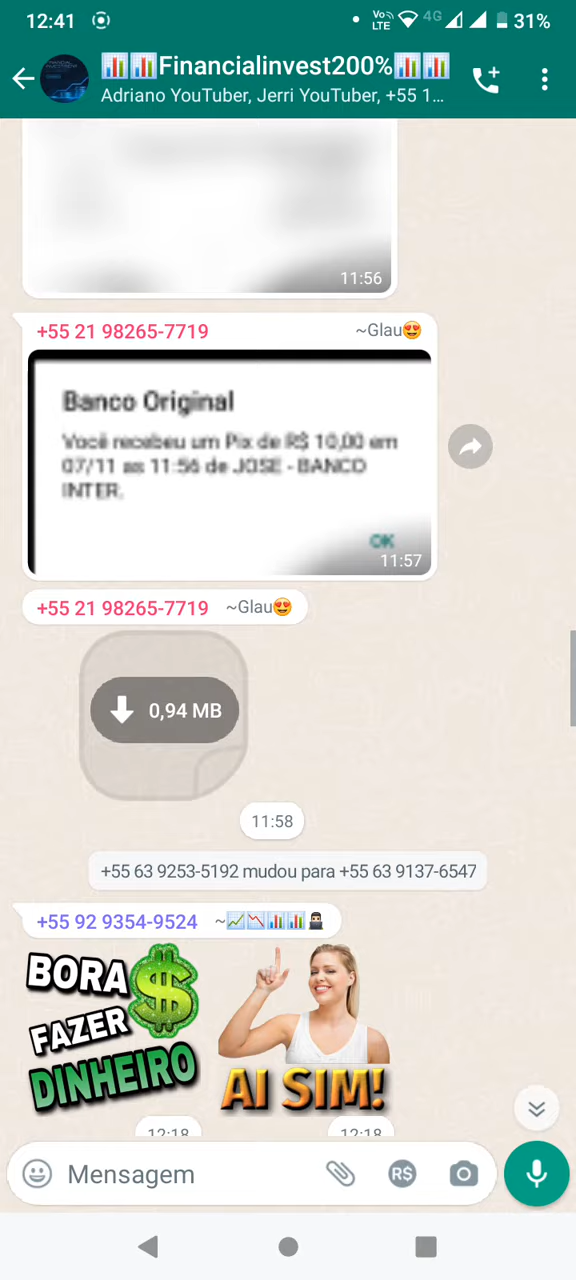 12:41
Vo))
LTE
4G
31%
Financialinvest200%
Adriano YouTuber, Jerri YouTuber, +55 1...
11:56
+55 21 98265-7719 ~Glau😍
Banco Original
Você recebeu um Pix de R$ 10,00 em
07/11 as 11:56 de JOSE - BANCO
INTER.
OK
11:57
+55 21 98265-7719 ~Glau😍
0,94 MB
11:58
+55 63 9253-5192 mudou para +55 63 9137-6547
+55 92 9354-9524 ~
BORA
FAZER
DINHEIRO
AI SIM!
12:18
12:18
Mensagem
R$